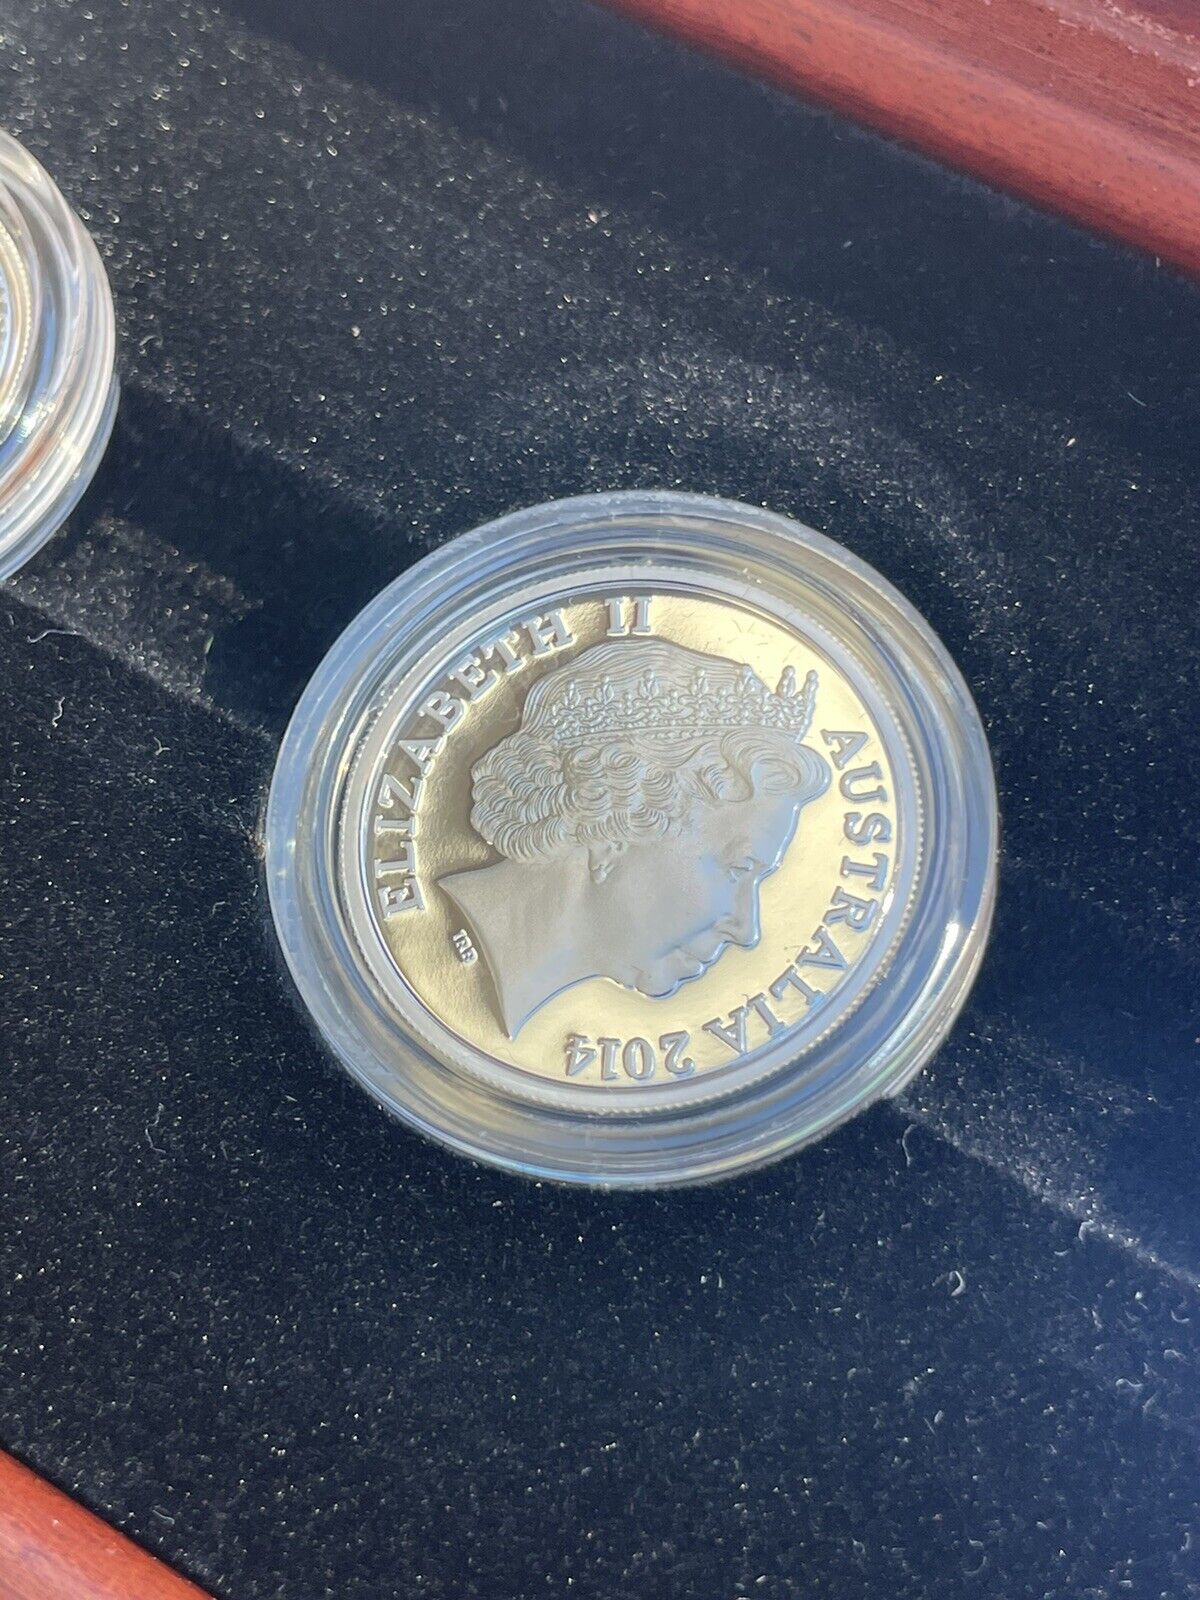 ELIZABETH II
AUSTRALIA 2014
IRB